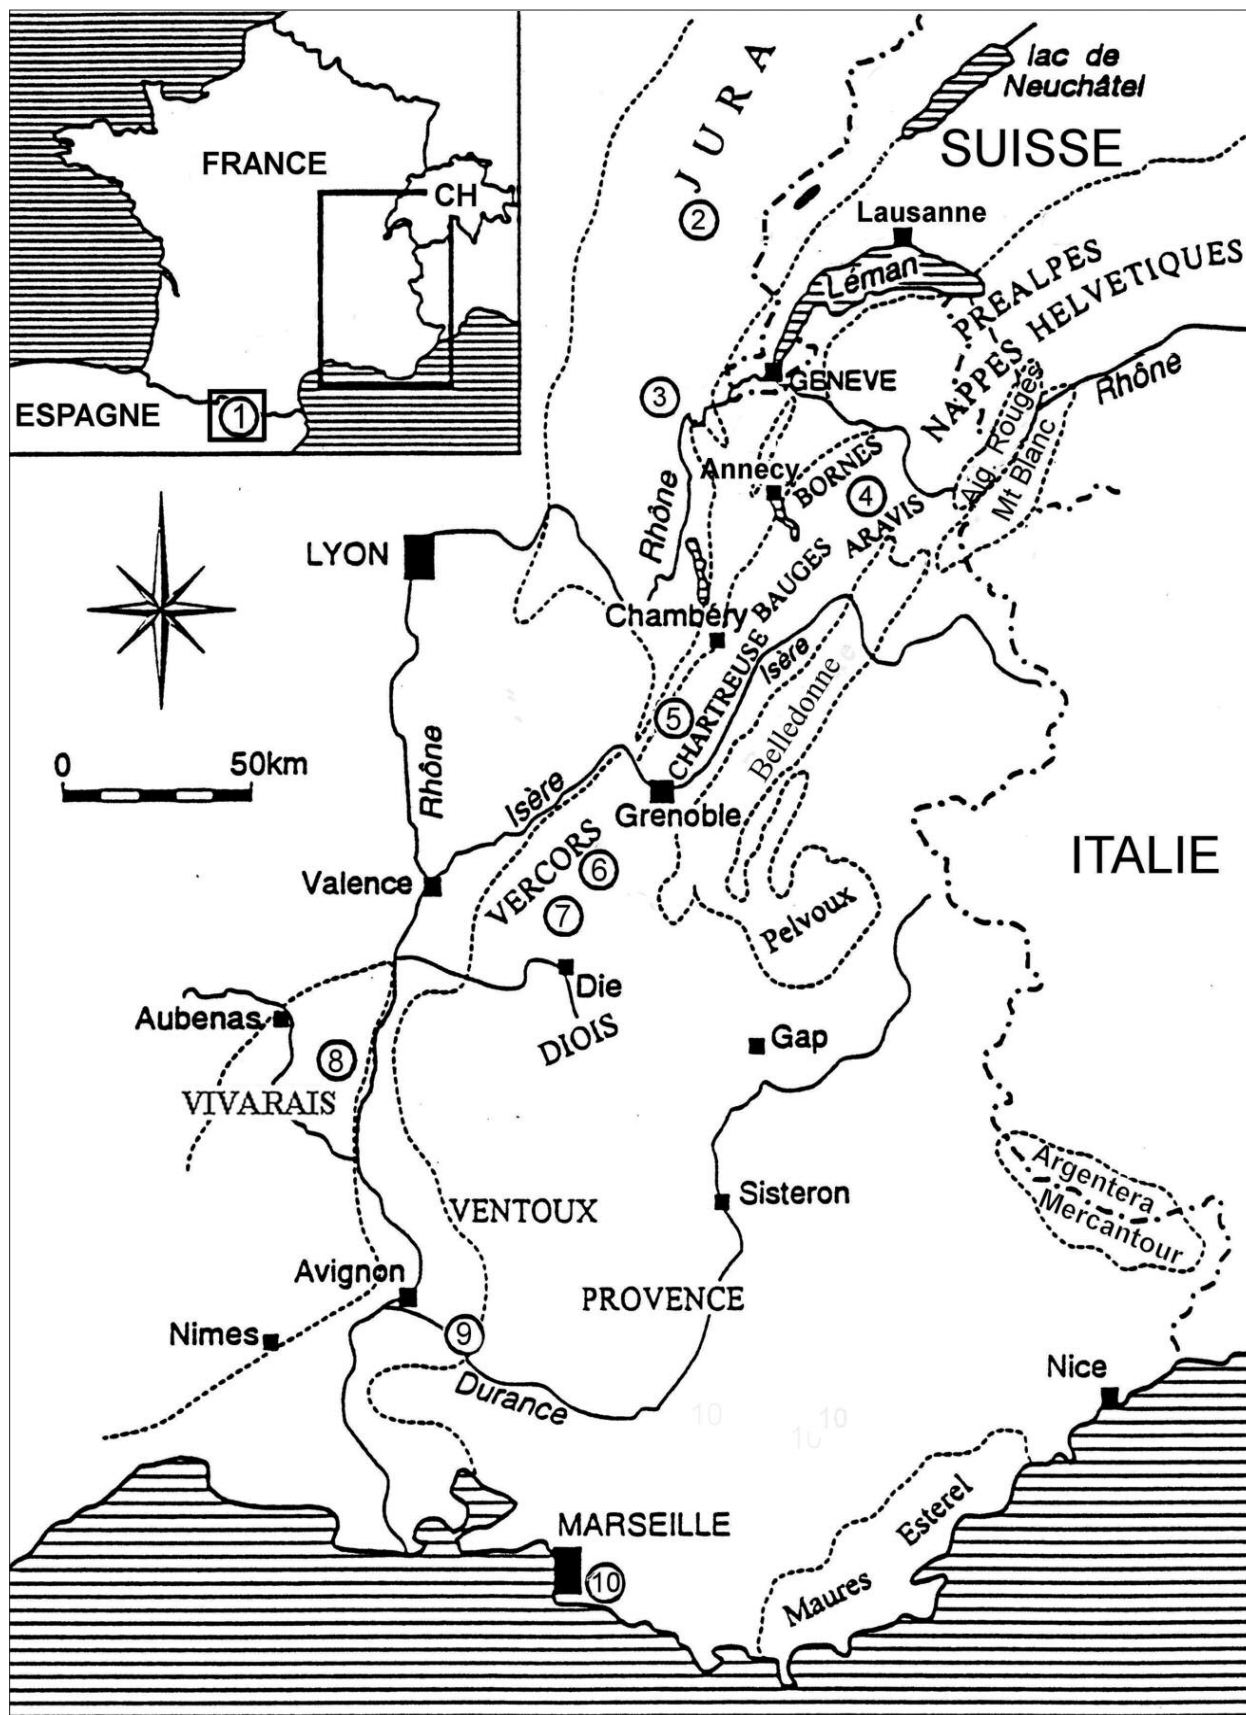 FRANCE
CH
ESPAGNE
1
JURA
lac de
Neuchâtel
SUISSE
2
Lausanne
Léman
PREALPES
NAPPES HELVETIQUES
GENEVE
Rhône
3
Annecy
BORNES
4
Aig. Rouges
Mt Blanc
Rhône
ARAVIS
LYON
BAUGES
Chambéry
CHARTREUSE
Isère
Belledonne
5
0 50km
Rhône
Isère
Grenoble
ITALIE
VERCORS
6
Valence
7
Pelvoux
Die
DIOIS
Aubenas
8
Gap
VIVARAIS
Argentera
Mercantour
VENTOUX
Sisteron
Avignon
PROVENCE
Nimes
9
Durance
Nice
10
10
10
Esterel
MARSEILLE
10
Maures